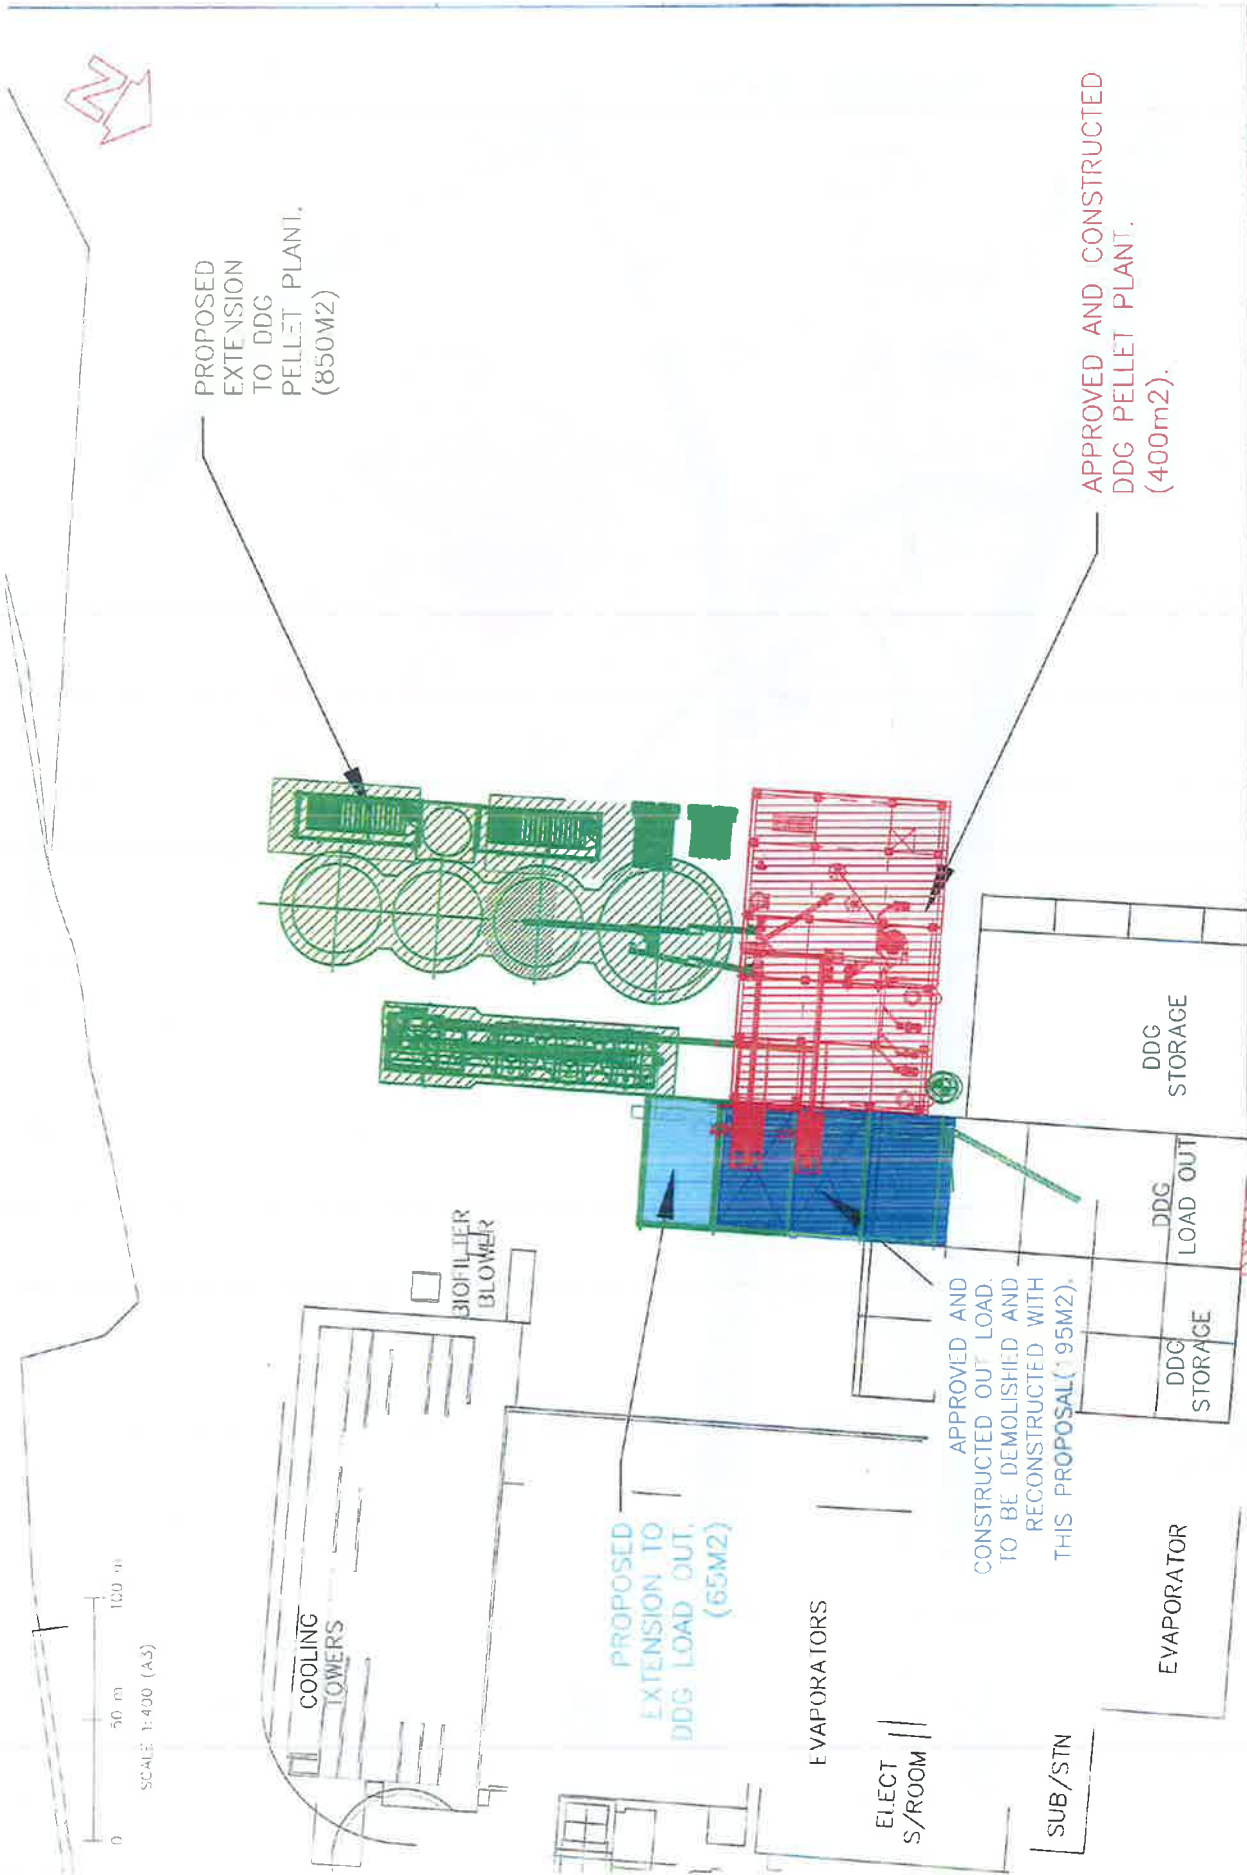 N
PROPOSED
EXTENSION
TO DDG
PELLET PLANT.
(850M2)
APPROVED AND CONSTRUCTED
DDG PELLET PLANT.
(400m2).
0 50 m 100 m
SCALE 1:400 (A3)
COOLING
TOWERS
BIOFILTER
BLOWER
PROPOSED
EXTENSION TO
DDG LOAD OUT.
(65M2)
APPROVED AND
CONSTRUCTED OUT LOAD.
TO BE DEMOLISHED AND
RECONSTRUCTED WITH
THIS PROPOSAL(195M2).
DDG
STORAGE
DDG
LOAD OUT
DDG
STORAGE
EVAPORATORS
ELECT
S/ROOM
EVAPORATOR
SUB/STN